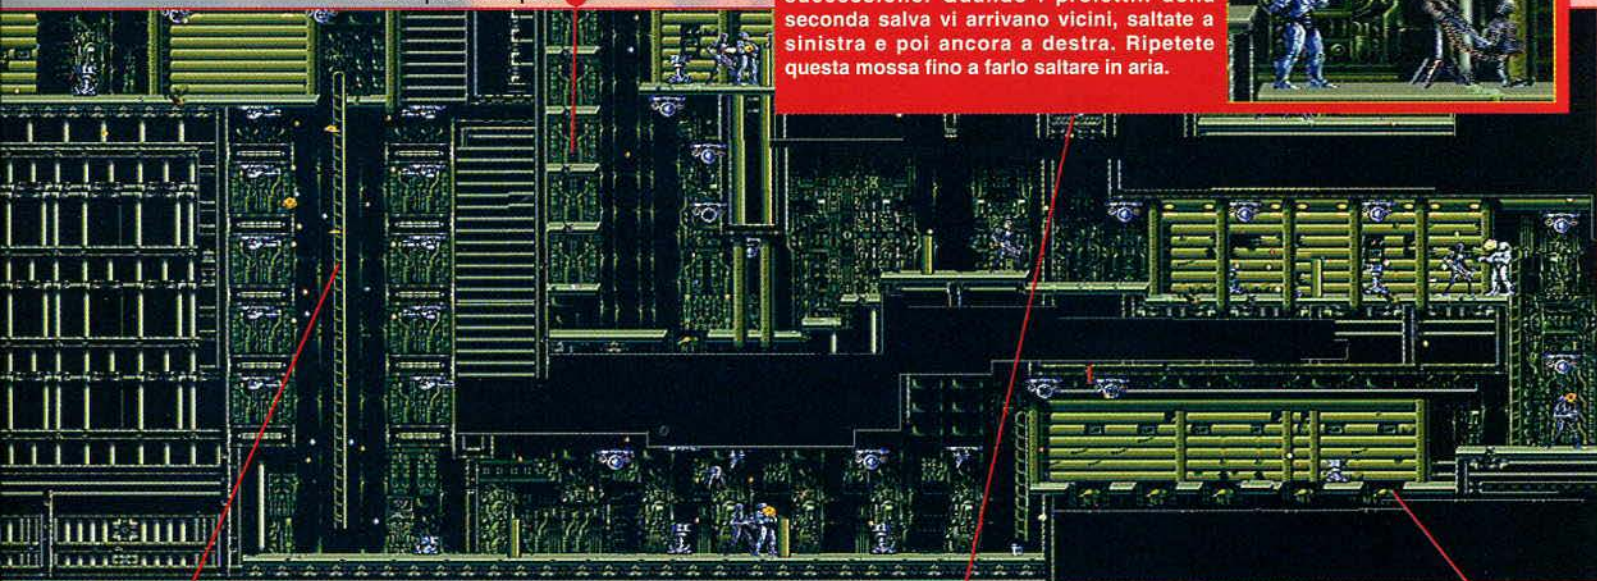 seconda salva vi arrivano vicini, saltate a
sinistra e poi ancora a destra. Ripetete
questa mossa fino a farlo saltare in aria.